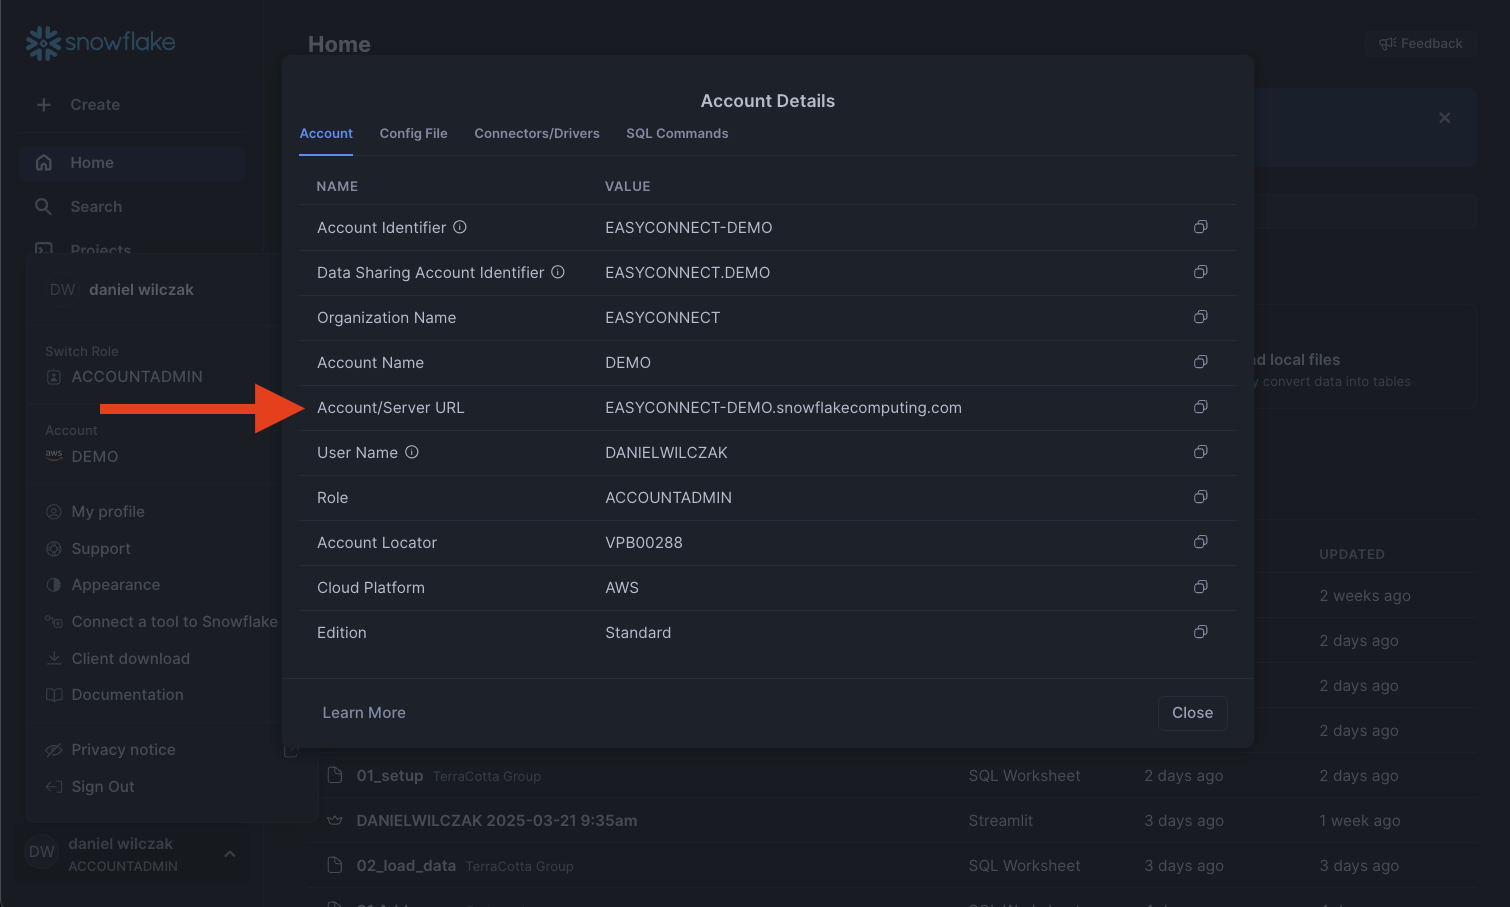 snowflake
Home
Feedback
Create
Home
Search
Projects
DW daniel wilczak
Switch Role
ACCOUNTADMIN
Account
aws DEMO
My profile
Support
Appearance
Connect a tool to Snowflake
Client download
Documentation
Privacy notice
Sign Out
DW daniel wilczak
ACCOUNTADMIN
Account Details
Account Config File Connectors/Drivers SQL Commands
NAME VALUE
Account Identifier EASYCONNECT-DEMO
Data Sharing Account Identifier EASYCONNECT.DEMO
Organization Name EASYCONNECT
Account Name DEMO
Account/Server URL EASYCONNECT-DEMO.snowflakecomputing.com
User Name DANIELWILCZAK
Role ACCOUNTADMIN
Account Locator VPB00288
Cloud Platform AWS
Edition Standard
Learn More Close
local files
convert data into tables
UPDATED
2 weeks ago
2 days ago
2 days ago
2 days ago
01_setup TerraCotta Group SQL Worksheet 2 days ago 2 days ago
DANIELWILCZAK 2025-03-21 9:35am Streamlit 3 days ago 1 week ago
02_load_data TerraCotta Group SQL Worksheet 3 days ago 3 days ago